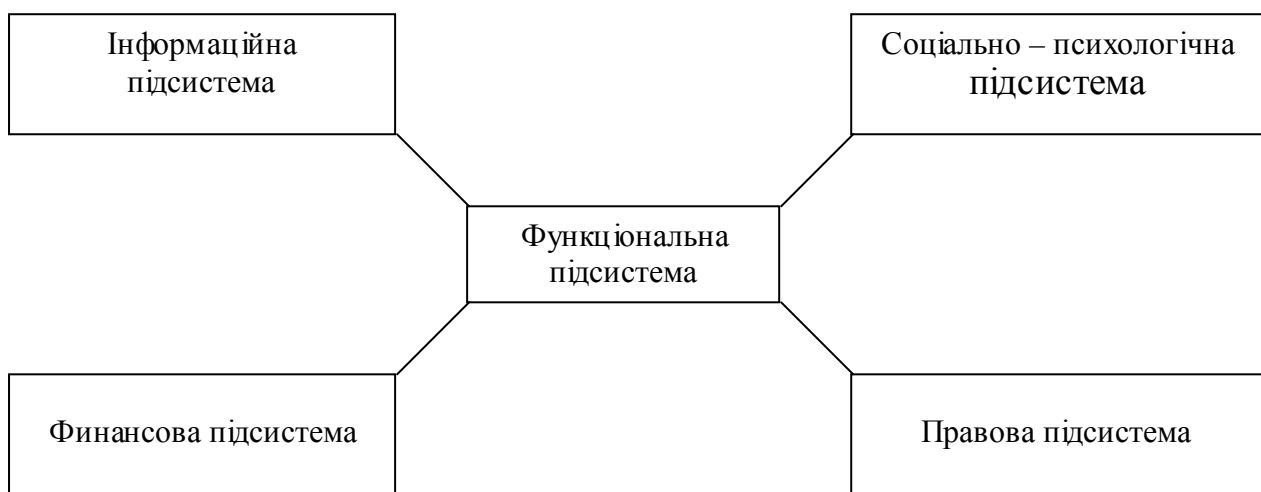 Інформаційна
підсистема
Соціально – психологічна
підсистема
Функціональна
підсистема
Финансова підсистема
Правова підсистема